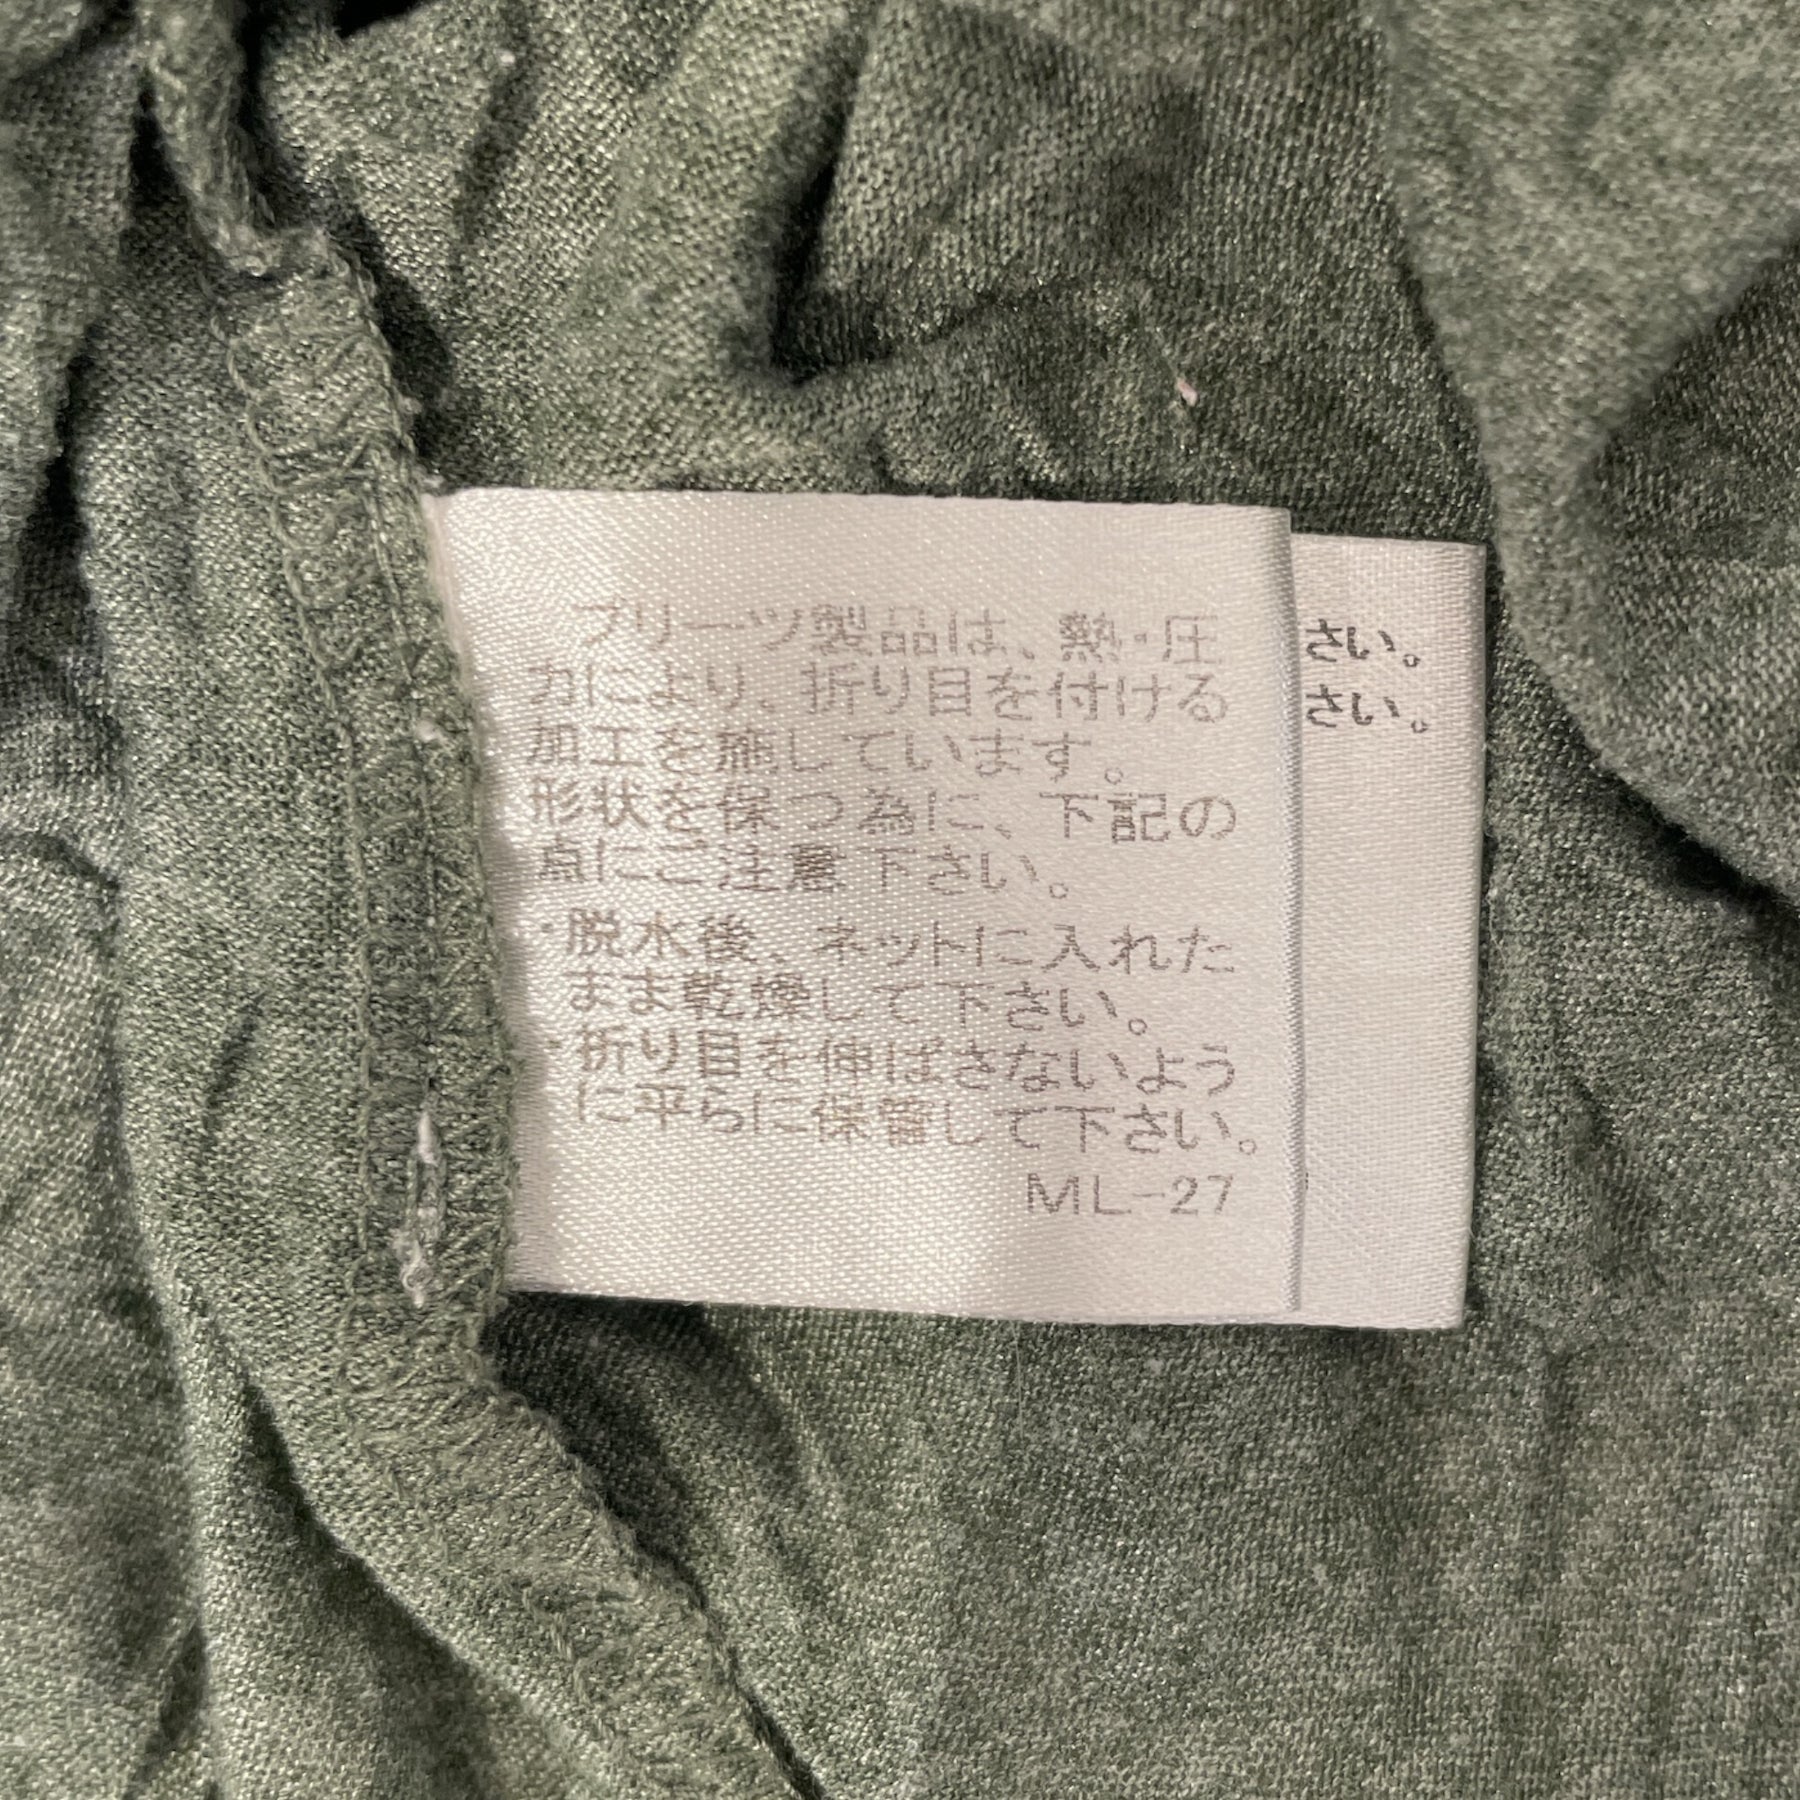 プリーツ製品は、熱・圧
力により、折り目を付ける
加工を施しています。
形状を保つ為に、下記の
点にご注意下さい。
・脱水後、ネットに入れた
まま乾燥して下さい。
・折り目を伸ばさないよう
に平らに保管して下さい。
ML-27
さい。
さい。